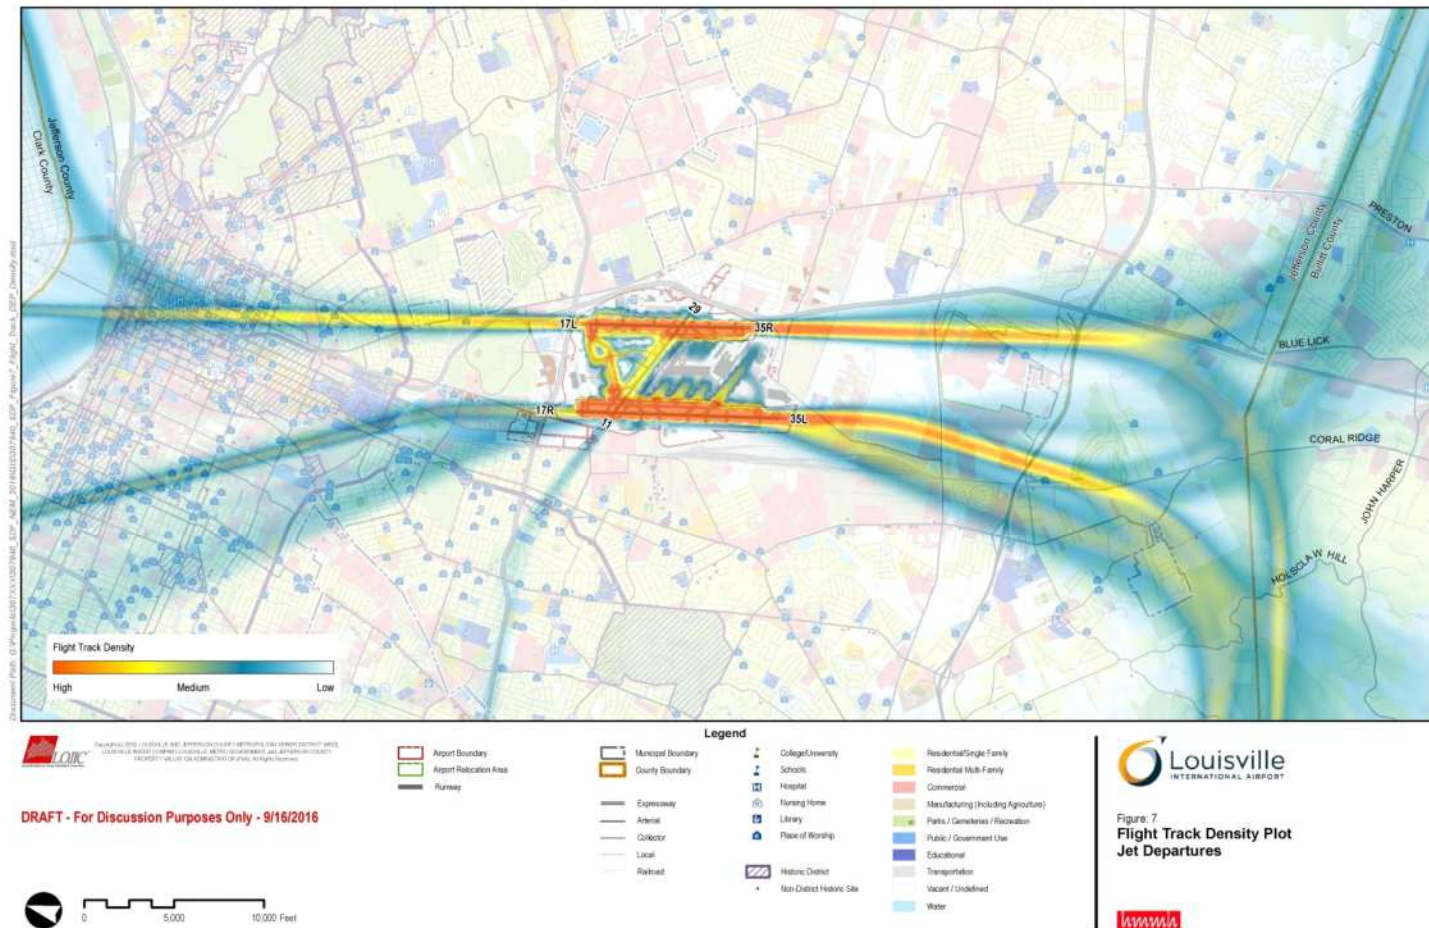 Jefferson County
Clark County
Jefferson County
Bullitt County
PRESTON
29
17L
35R
BLUE LICK
17R
11
35L
CORAL RIDGE
JOHN HARPER
HOLSCLAW HILL
Flight Track Density
High
Medium
Low
Legend
LOJIC
Airport Boundary
Airport Relocation Area
Runway
Municipal Boundary
County Boundary
Expressway
Arterial
Collector
Local
Railroad
College/University
Schools
Hospital
Nursing Home
Library
Place of Worship
Historic District
Non-District Historic Site
Residential/Single Family
Residential Multi-Family
Commercial
Manufacturing (Including Agriculture)
Parks / Cemeteries / Recreation
Public / Government Use
Educational
Transportation
Vacant / Undefined
Water
Louisville
INTERNATIONAL AIRPORT
Figure: 7
Flight Track Density Plot
Jet Departures
DRAFT - For Discussion Purposes Only - 9/16/2016
0
5,000
10,000 Feet
hmmh